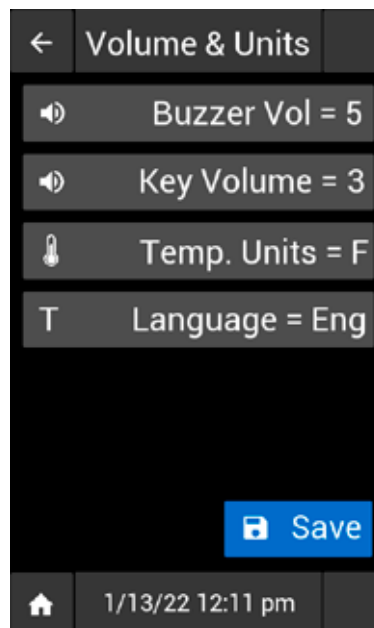 Volume & Units
Buzzer Vol = 5
Key Volume = 3
Temp. Units = F
T Language = Eng
Save
1/13/22 12:11 pm